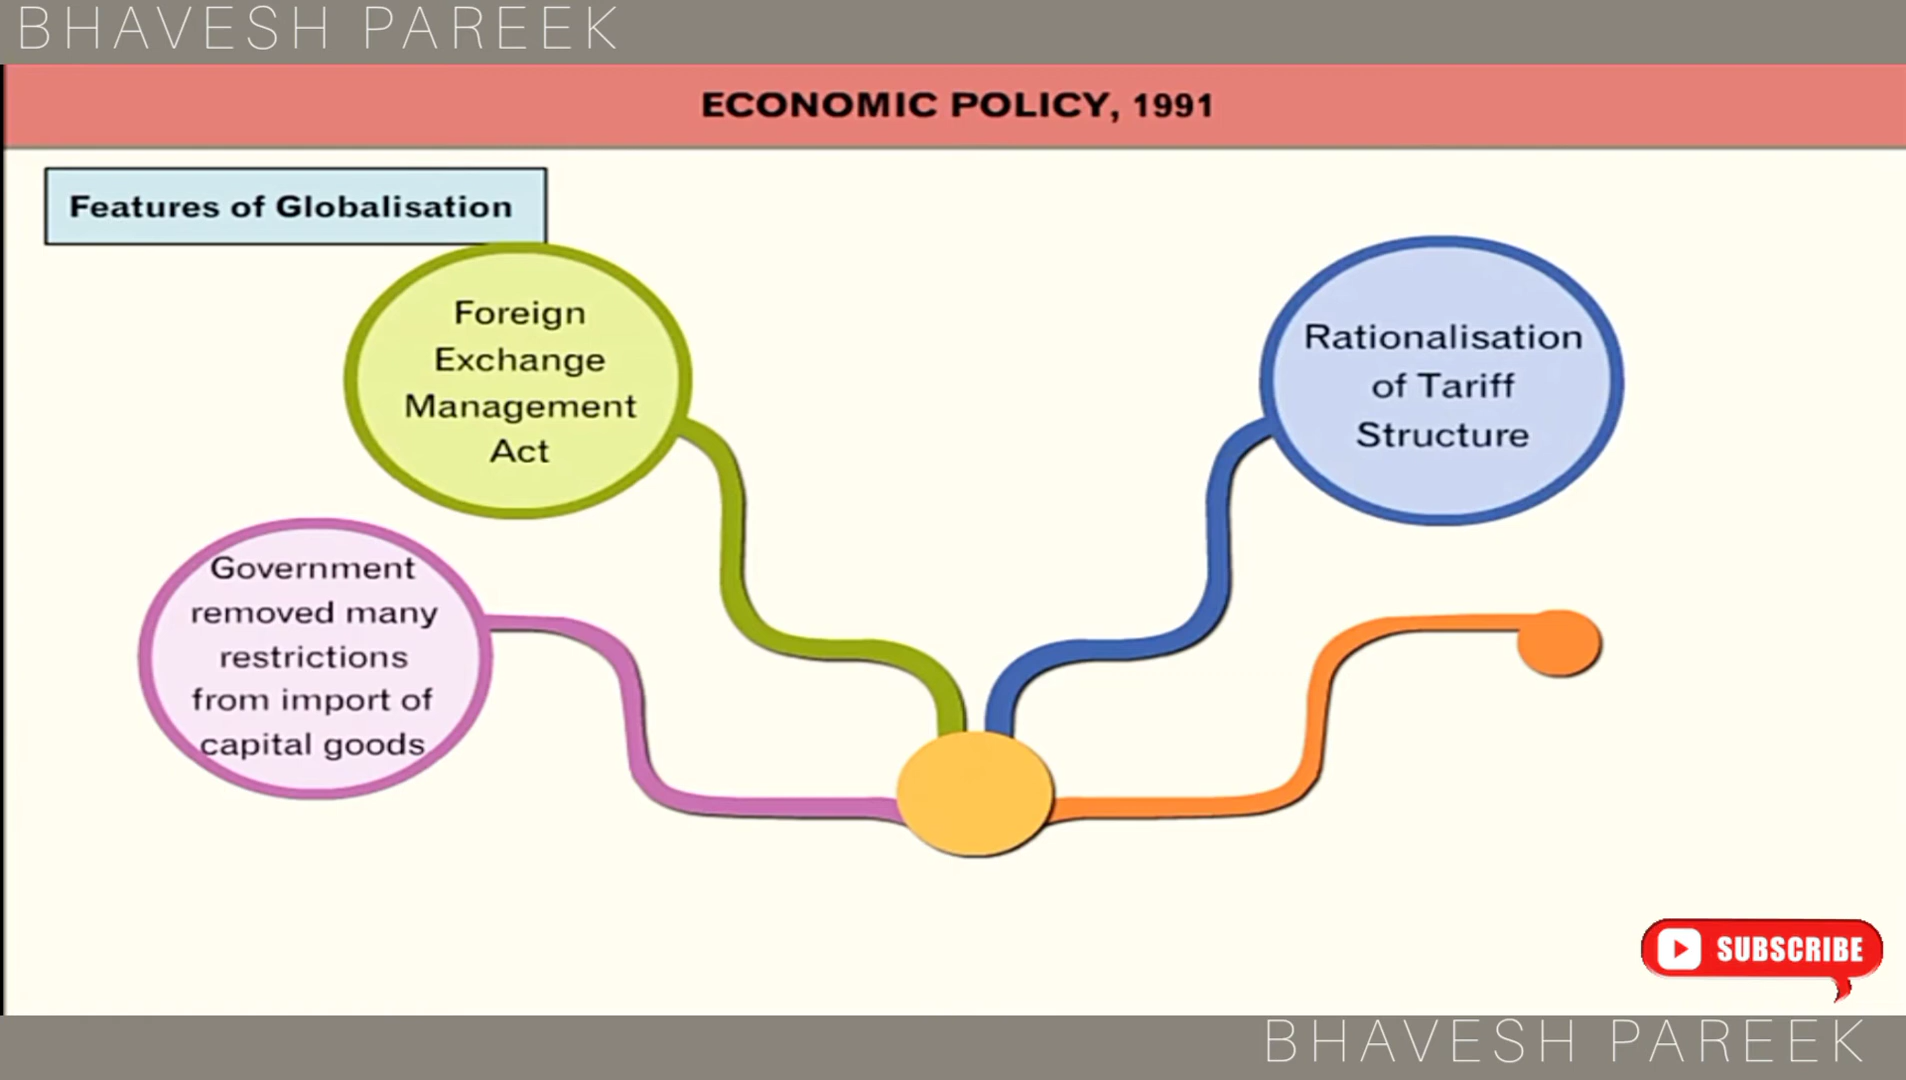 BHAVESH PAREEK
ECONOMIC POLICY, 1991
Features of Globalisation
Foreign
Exchange
Management
Act
Rationalisation
of Tariff
Structure
Government
removed many
restrictions
from import of
capital goods
SUBSCRIBE
BHAVESH PAREEK